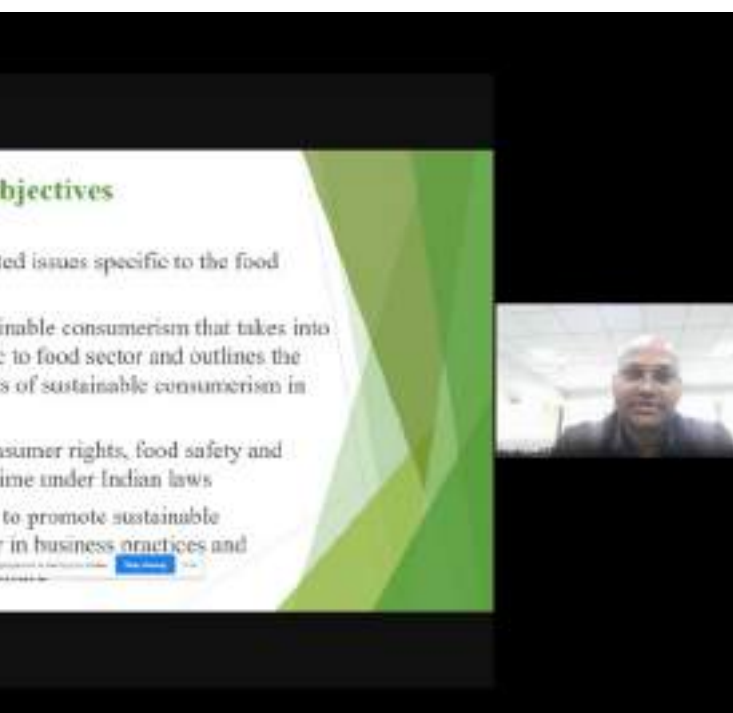 bjectives
ted issues specific to the food
inable consumerism that takes into
c to food sector and outlines the
s of sustainable consumerism in
nsumer rights, food safety and
ime under Indian laws
to promote sustainable
r in business practices and